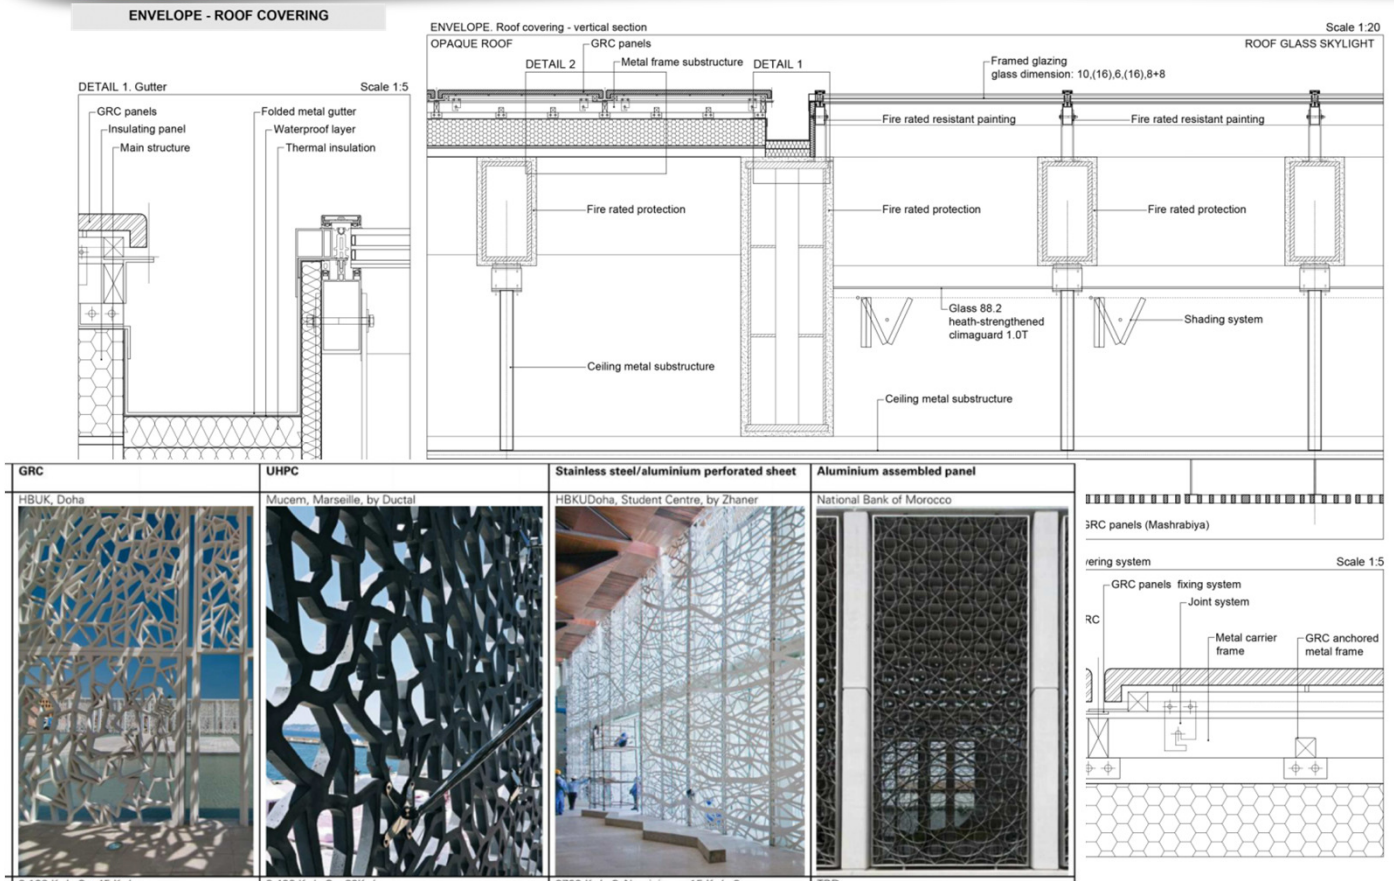 ENVELOPE - ROOF COVERING
DETAIL 1. Gutter
Scale 1:5
GRC panels
Insulating panel
Main structure
Folded metal gutter
Waterproof layer
Thermal insulation
ENVELOPE. Roof covering - vertical section
Scale 1:20
OPAQUE ROOF
ROOF GLASS SKYLIGHT
GRC panels
DETAIL 2
Metal frame substructure
DETAIL 1
Framed glazing
glass dimension: 10,(16),6,(16),8+8
Fire rated resistant painting
Fire rated resistant painting
Fire rated protection
Fire rated protection
Fire rated protection
Glass 88.2
heath-strengthened
climaguard 1.0T
Shading system
Ceiling metal substructure
Ceiling metal substructure
GRC
UHPC
Stainless steel/aluminium perforated sheet
Aluminium assembled panel
HBUK, Doha
Mucem, Marseille, by Ductal
HBKUDoha, Student Centre, by Zhaner
National Bank of Morocco
GRC panels (Mashrabiya)
vering system
Scale 1:5
GRC panels fixing system
Joint system
RC
Metal carrier
frame
GRC anchored
metal frame